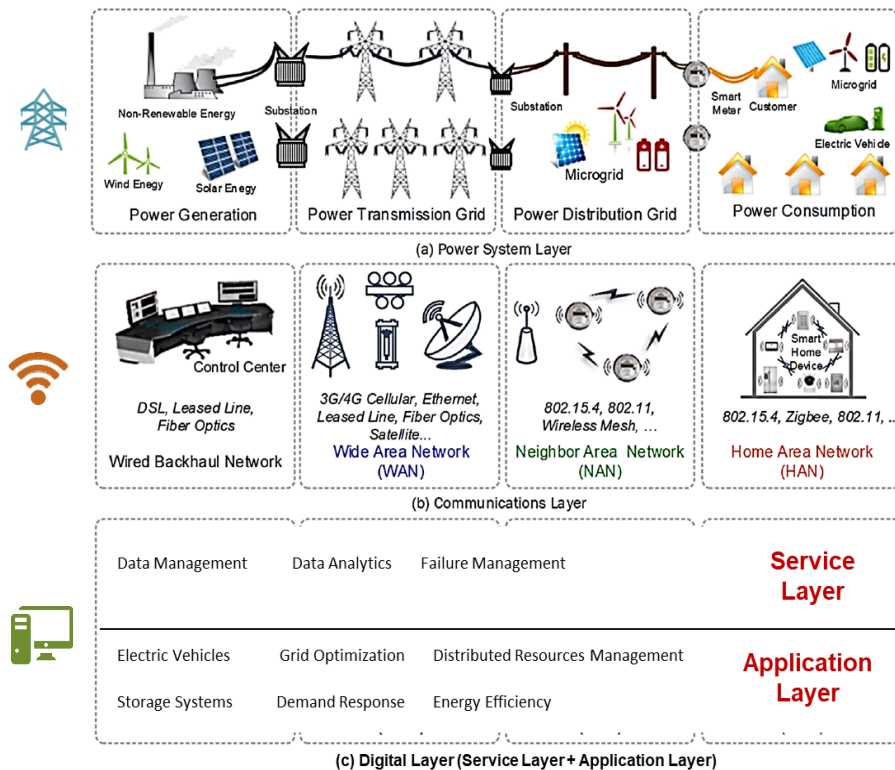 Non-Renewable Energy
Substation
Substation
Smart
Meter
Customer
Microgrid
Wind Enegy
Solar Enegy
Microgrid
Electric Vehicle
Power Generation
Power Transmission Grid
Power Distribution Grid
Power Consumption
(a) Power System Layer
Control Center
Smart
Home
Device
DSL, Leased Line,
Fiber Optics
3G/4G Cellular, Ethernet,
Leased Line, Fiber Optics,
Satellite...
802.15.4, 802.11,
Wireless Mesh, ...
802.15.4, Zigbee, 802.11, ..
Wired Backhaul Network
Wide Area Network
(WAN)
Neighbor Area Network
(NAN)
Home Area Network
(HAN)
(b) Communications Layer
Data Management
Data Analytics
Failure Management
Service
Layer
Electric Vehicles
Grid Optimization
Distributed Resources Management
Storage Systems
Demand Response
Energy Efficiency
Application
Layer
(c) Digital Layer (Service Layer + Application Layer)